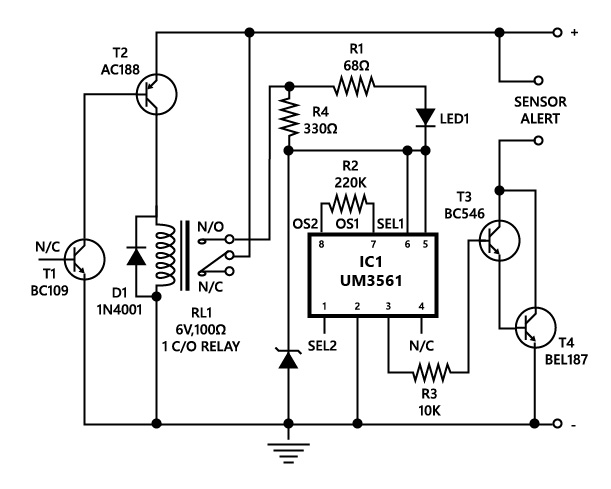 T2
AC188
+
R1
68Ω
R4
330Ω
LED1
SENSOR
ALERT
R2
220K
T3
BC546
N/O
OS2
OS1
SEL1
8
7
6
5
N/C
T1
BC109
IC1
UM3561
N/C
D1
1N4001
RL1
6V,100Ω
1 C/O RELAY
1
2
3
4
SEL2
N/C
T4
BEL187
R3
10K
-